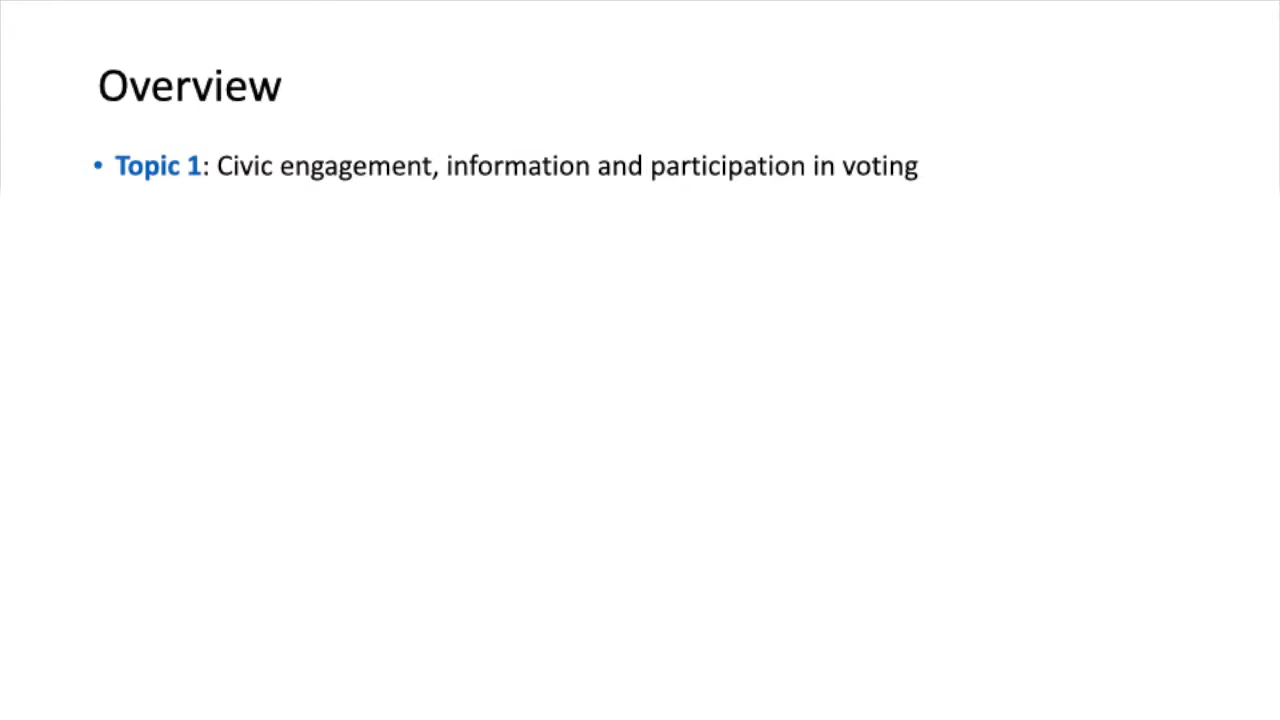 Overview
• Topic 1: Civic engagement, information and participation in voting